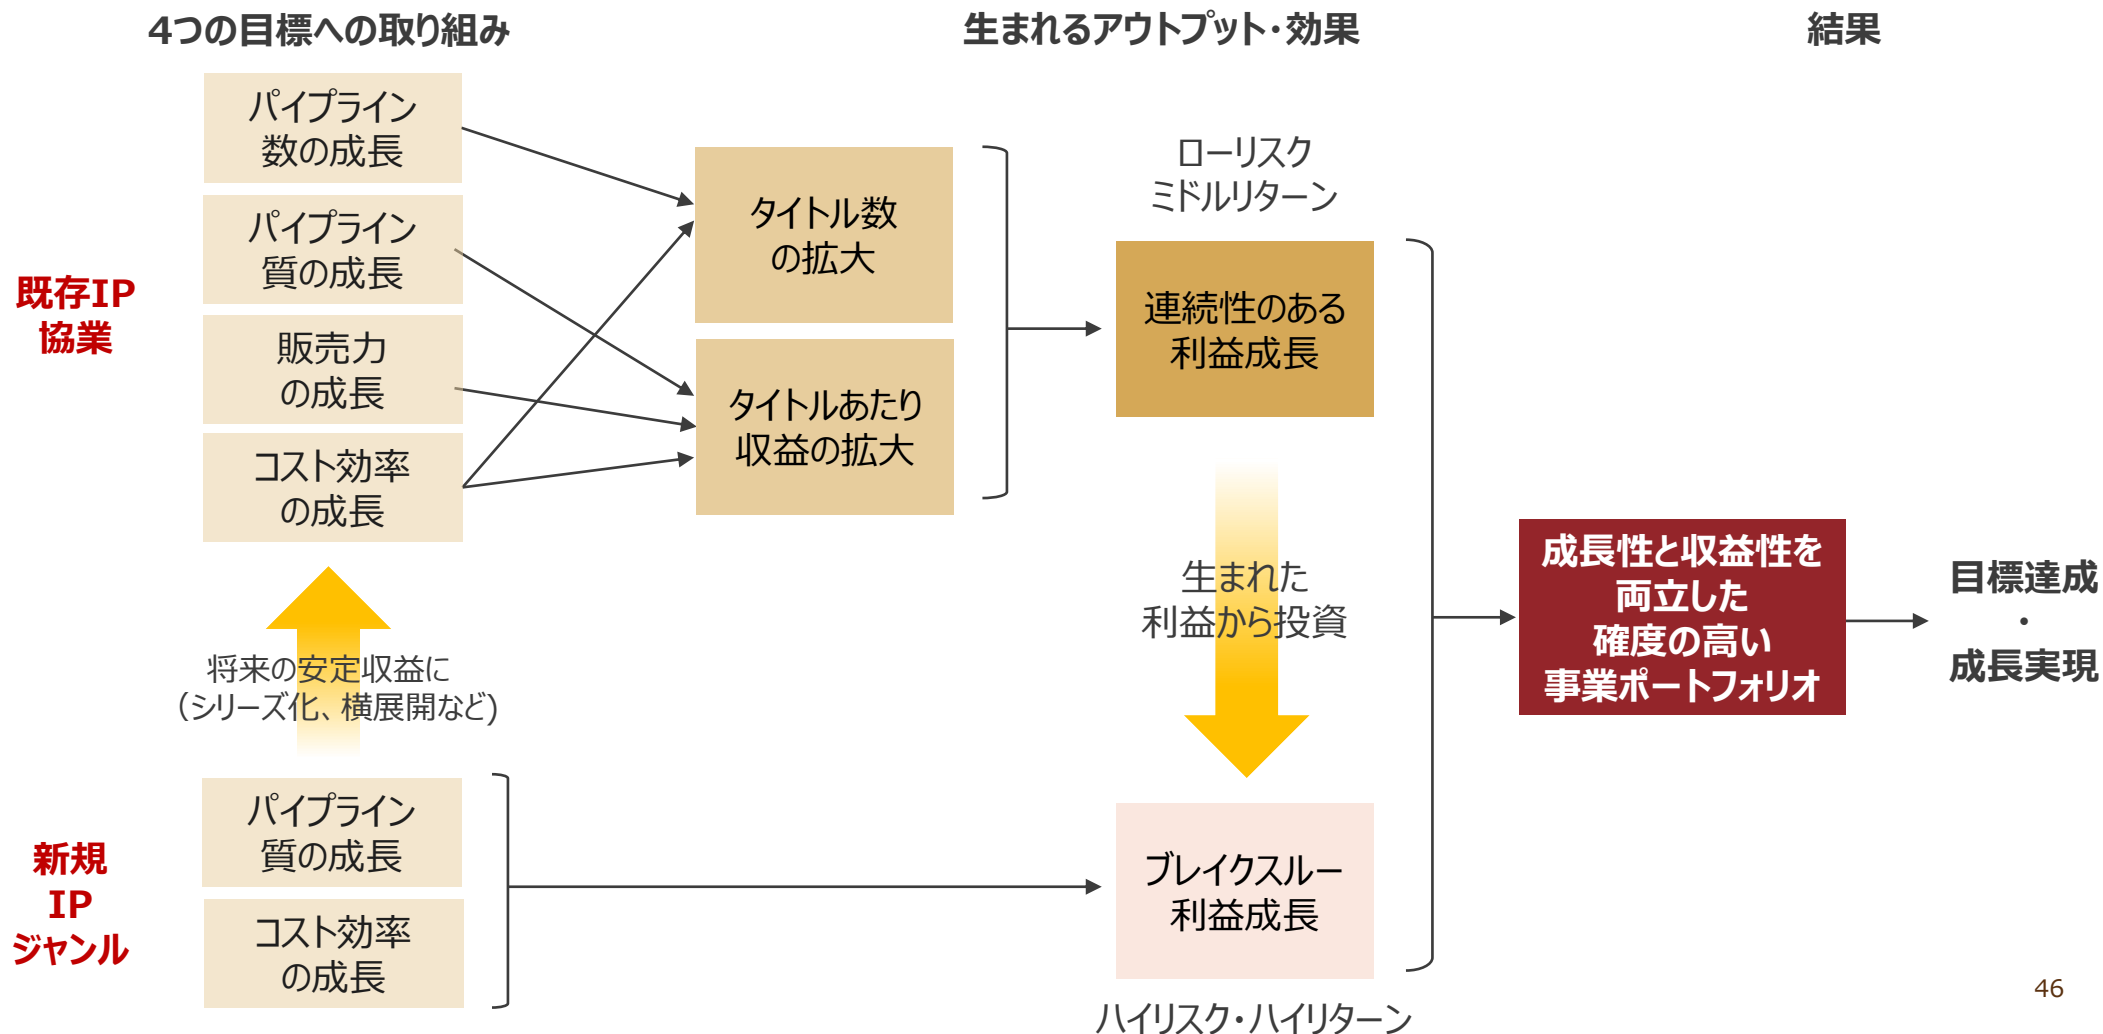 4つの目標への取り組み
生まれるアウトプット・効果
結果
既存IP
協業
パイプライン
数の成長
パイプライン
質の成長
販売力
の成長
コスト効率
の成長
タイトル数
の拡大
タイトルあたり
収益の拡大
ローリスク
ミドルリターン
連続性のある
利益成長
生まれた
利益から投資
将来の安定収益に
（シリーズ化、横展開など)
新規
IP
ジャンル
パイプライン
質の成長
コスト効率
の成長
ブレイクスルー
利益成長
ハイリスク・ハイリターン
成長性と収益性を
両立した
確度の高い
事業ポートフォリオ
目標達成
・
成長実現
46